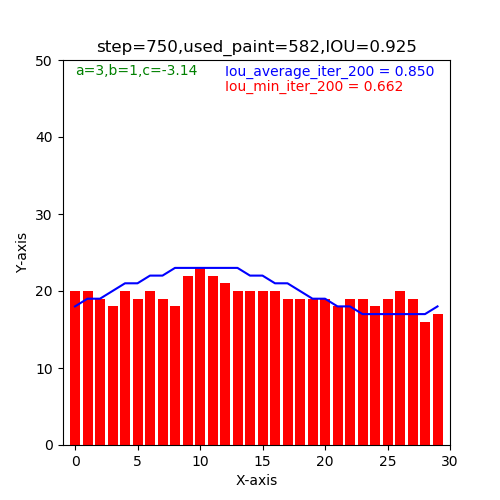 step=750,used_paint=582,IOU=0.925
a=3,b=1,c=-3.14
Iou_average_iter_200 = 0.850
Iou_min_iter_200 = 0.662
Y-axis
50
40
30
20
10
0
0 5 10 15 20 25 30
X-axis